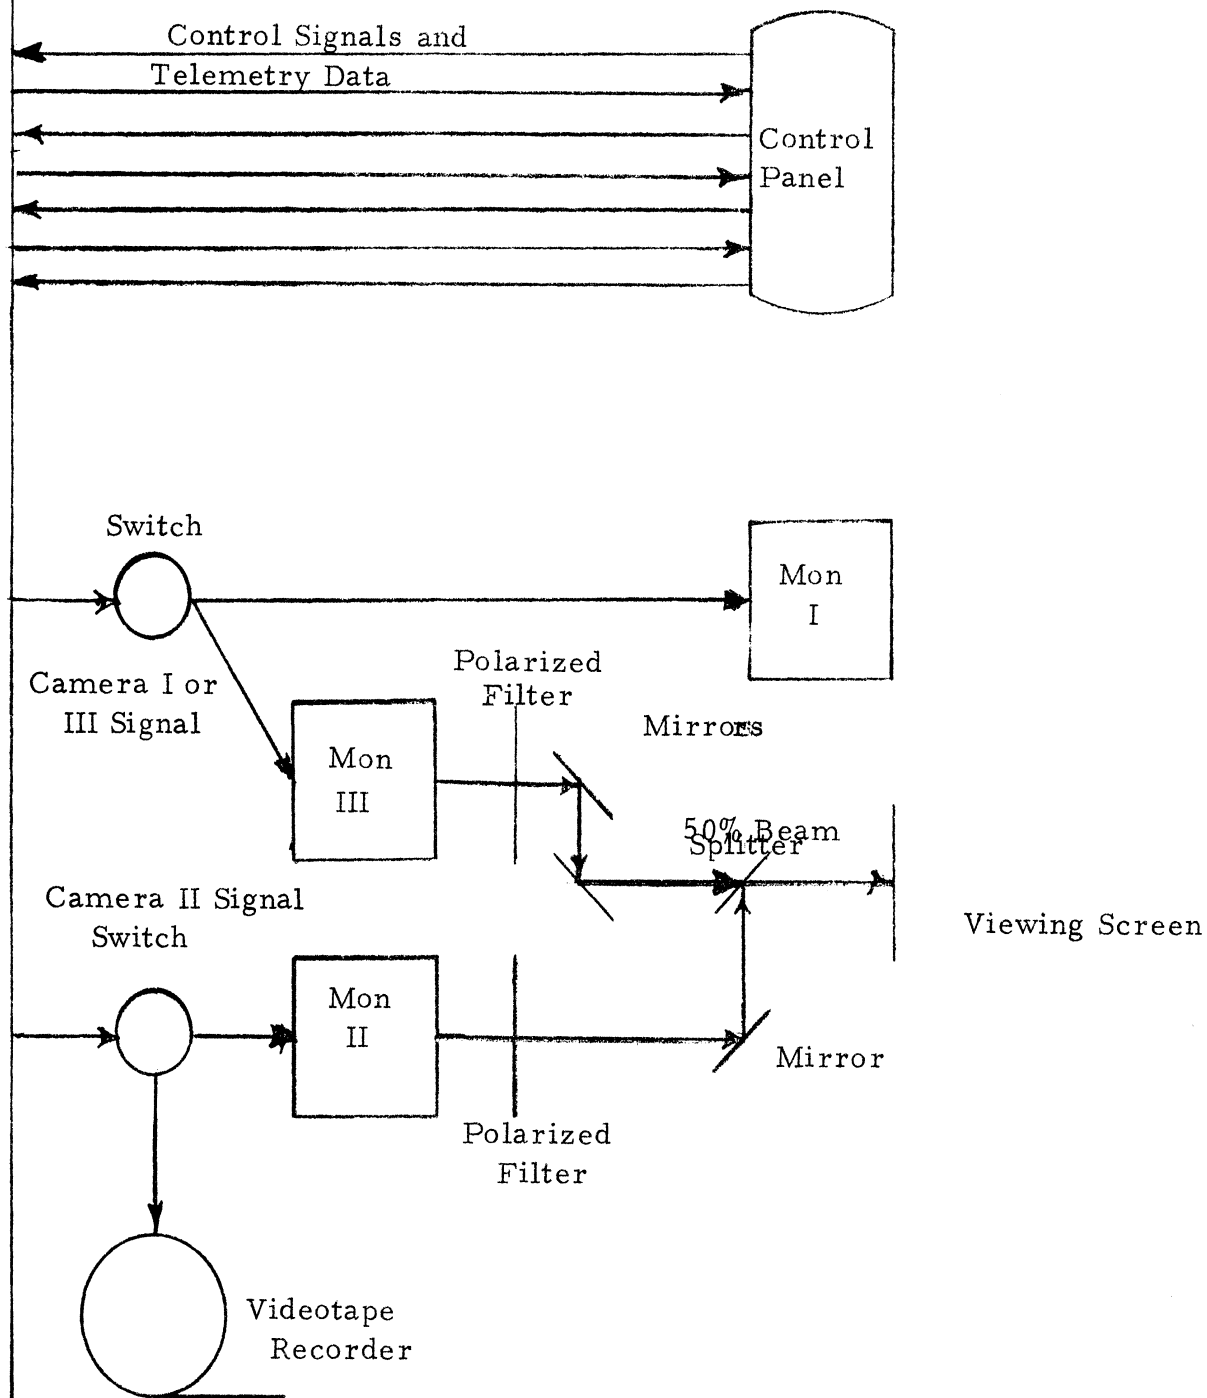 Control Signals and
Telemetry Data
Control
Panel
Switch
Mon
I
Camera I or
III Signal
Polarized
Filter
Mirrors
Mon
III
50% Beam
Splitter
Camera II Signal
Switch
Viewing Screen
Mon
II
Mirror
Polarized
Filter
Videotape
Recorder